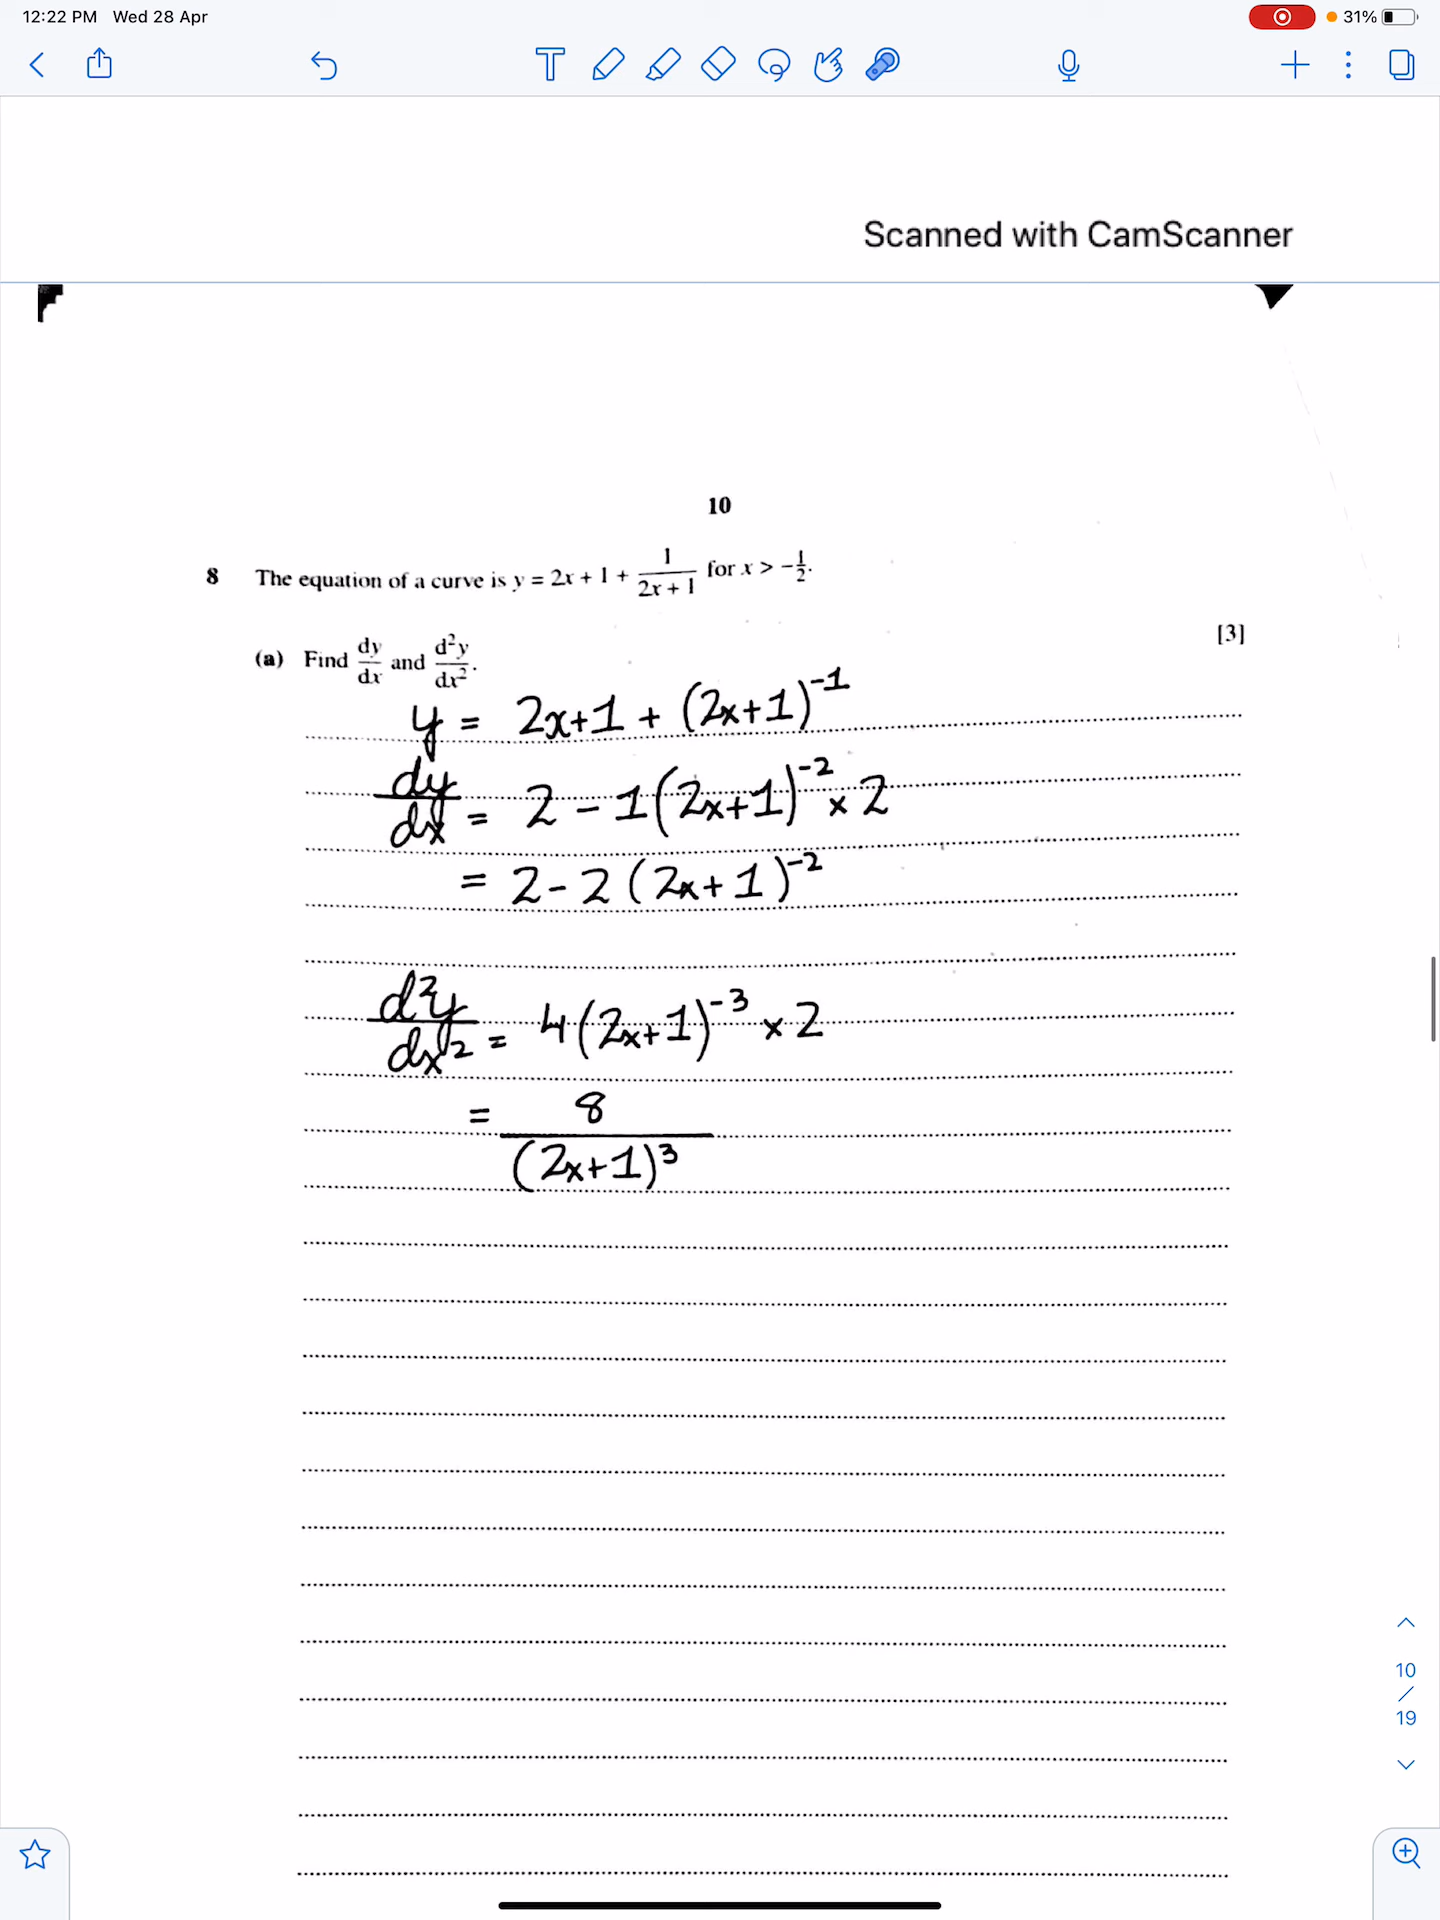 12:22 PM Wed 28 Apr 31%
Scanned with CamScanner
10
8 The equation of a curve is y = 2x + 1 + 1/(2x + 1) for x > -1/2.
(a) Find dy/dx and d²y/dx². [3]
y = 2x+1 + (2x+1)⁻¹
dy/dx = 2 - 1(2x+1)⁻² × 2
= 2 - 2(2x+1)⁻²
d²y/dx² = 4(2x+1)⁻³ × 2
= 8/(2x+1)³
10
/
19